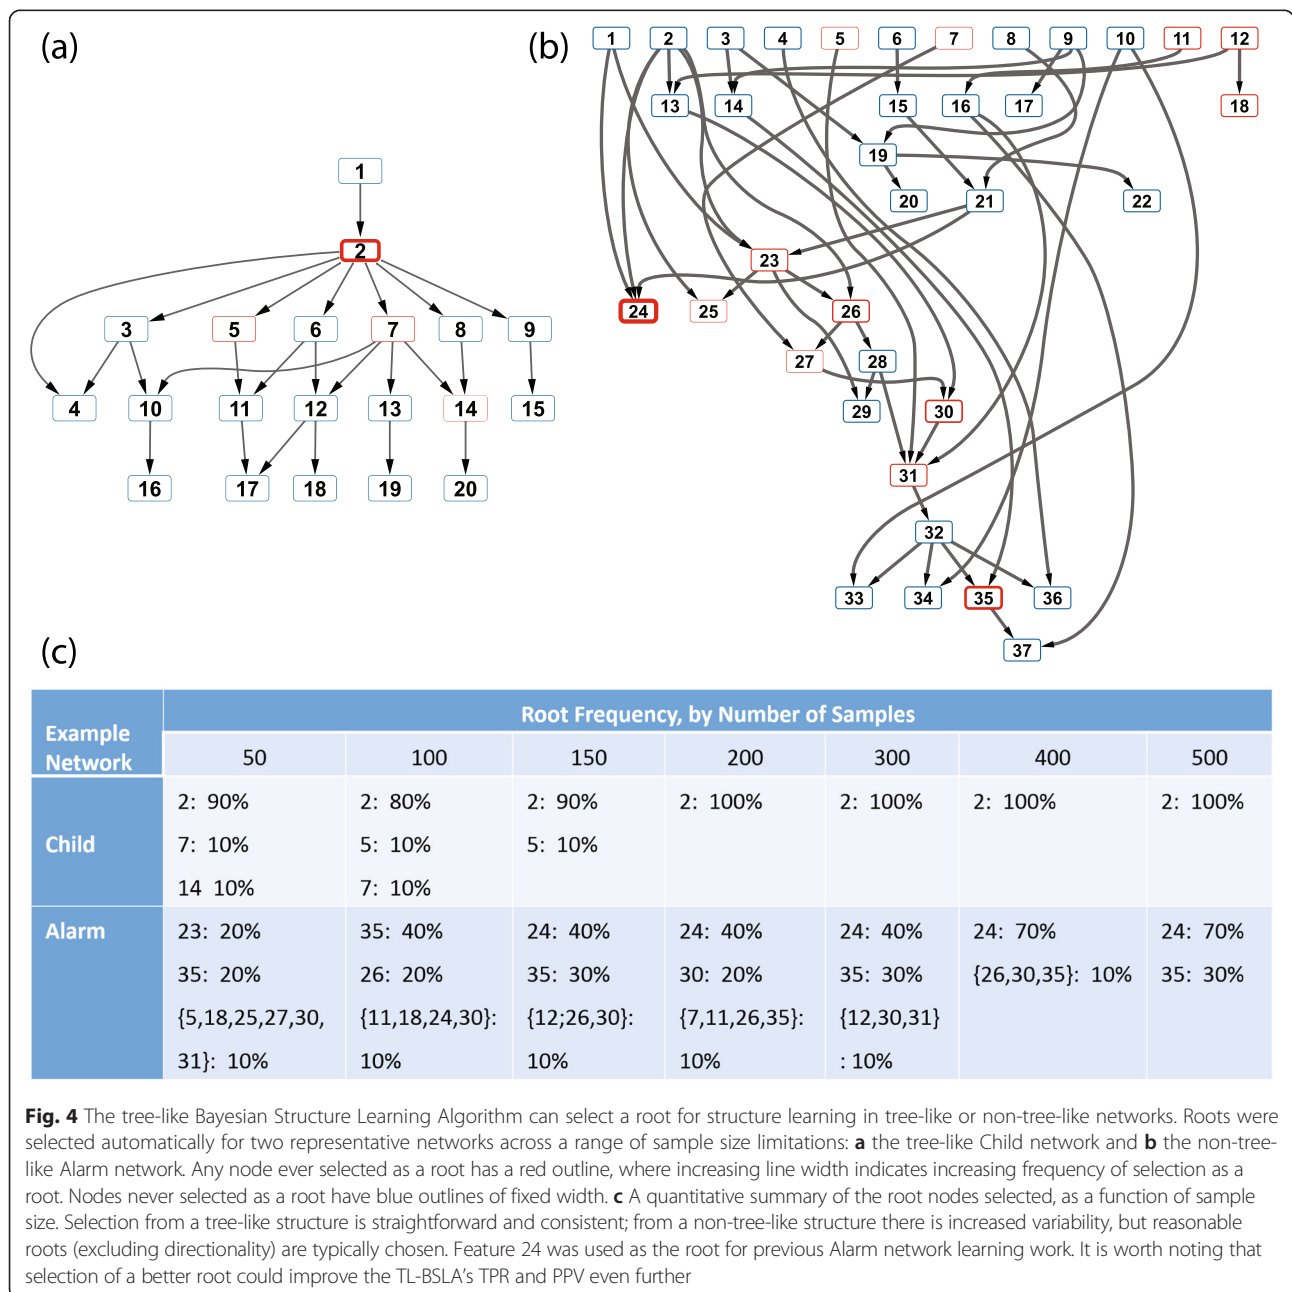 (a)
1
2
3
5
6
7
8
9
4
10
11
12
13
14
15
16
17
18
19
20
(b)
1 2 3 4 5 6 7 8 9 10 11 12
13 14 15 16 17 18
19
20 21 22
23
24 25 26
27 28
29 30
31
32
33 34 35 36
37
(c)
Example Network
Root Frequency, by Number of Samples
50 100 150 200 300 400 500
Child
2: 90% 2: 80% 2: 90% 2: 100% 2: 100% 2: 100% 2: 100%
7: 10% 5: 10% 5: 10%
14 10% 7: 10%
Alarm
23: 20% 35: 40% 24: 40% 24: 40% 24: 40% 24: 70% 24: 70%
35: 20% 26: 20% 35: 30% 30: 20% 35: 30% {26,30,35}: 10% 35: 30%
{5,18,25,27,30, {11,18,24,30}: {12;26,30}: {7,11,26,35}: {12,30,31}
31}: 10% 10% 10% 10% : 10%
Fig. 4 The tree-like Bayesian Structure Learning Algorithm can select a root for structure learning in tree-like or non-tree-like networks. Roots were
selected automatically for two representative networks across a range of sample size limitations: a the tree-like Child network and b the non-tree-
like Alarm network. Any node ever selected as a root has a red outline, where increasing line width indicates increasing frequency of selection as a
root. Nodes never selected as a root have blue outlines of fixed width. c A quantitative summary of the root nodes selected, as a function of sample
size. Selection from a tree-like structure is straightforward and consistent; from a non-tree-like structure there is increased variability, but reasonable
roots (excluding directionality) are typically chosen. Feature 24 was used as the root for previous Alarm network learning work. It is worth noting that
selection of a better root could improve the TL-BSLA's TPR and PPV even further